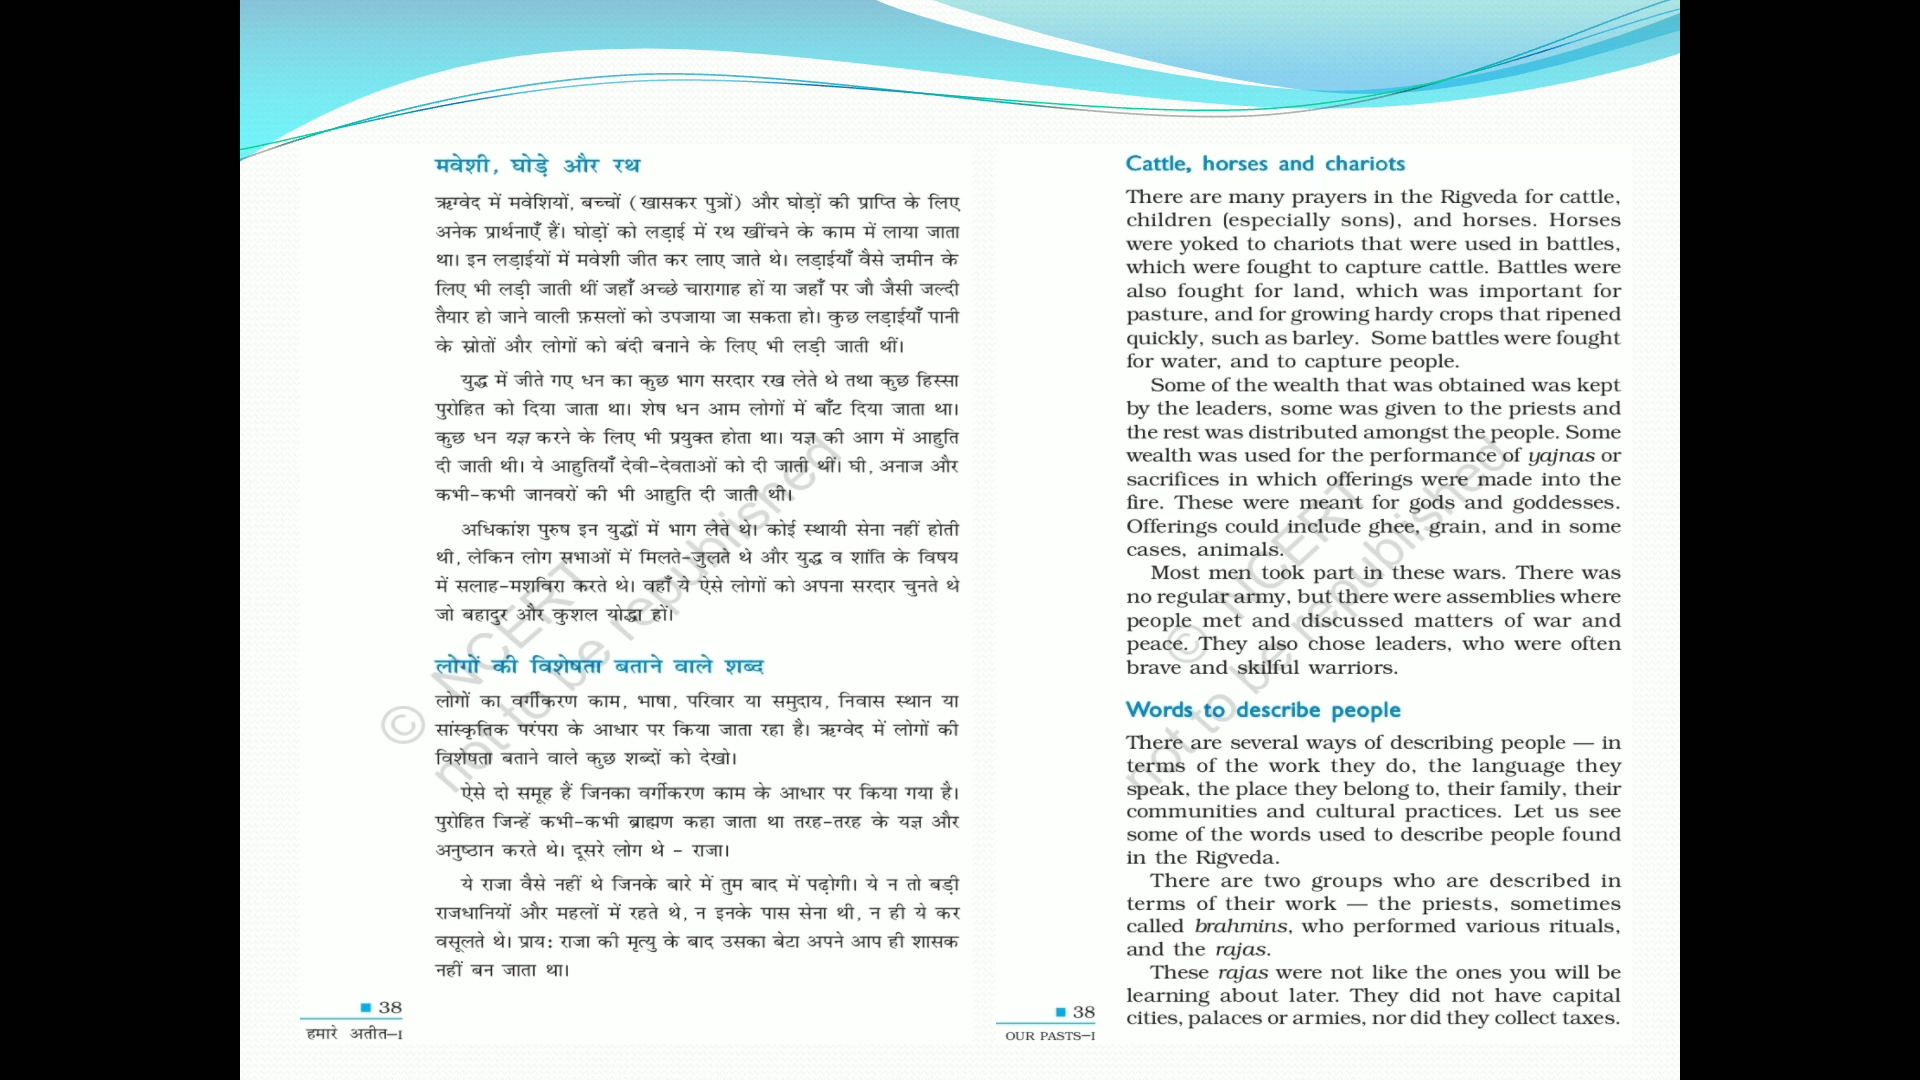 मवेशी, घोड़े और रथ
ऋग्वेद में मवेशियों, बच्चों (खासकर पुत्रों) और घोड़ों की प्राप्ति के लिए
अनेक प्रार्थनाएँ हैं। घोड़ों को लड़ाई में रथ खींचने के काम में लाया जाता
था। इन लड़ाईयों में मवेशी जीत कर लाए जाते थे। लड़ाईयाँ वैसे ज़मीन के
लिए भी लड़ी जाती थीं जहाँ अच्छे चारागाह हों या जहाँ पर जौ जैसी जल्दी
तैयार हो जाने वाली फ़सलों को उपजाया जा सकता हो। कुछ लड़ाईयाँ पानी
के स्रोतों और लोगों को बंदी बनाने के लिए भी लड़ी जाती थीं।
युद्ध में जीते गए धन का कुछ भाग सरदार रख लेते थे तथा कुछ हिस्सा
पुरोहित को दिया जाता था। शेष धन आम लोगों में बाँट दिया जाता था।
कुछ धन यज्ञ करने के लिए भी प्रयुक्त होता था। यज्ञ की आग में आहुति
दी जाती थी। ये आहुतियाँ देवी-देवताओं को दी जाती थीं। घी, अनाज और
कभी-कभी जानवरों की भी आहुति दी जाती थी।
अधिकांश पुरुष इन युद्धों में भाग लेते थे। कोई स्थायी सेना नहीं होती
थी, लेकिन लोग सभाओं में मिलते-जुलते थे और युद्ध व शांति के विषय
में सलाह-मशविरा करते थे। वहाँ ये ऐसे लोगों को अपना सरदार चुनते थे
जो बहादुर और कुशल योद्धा हों।
लोगों की विशेषता बताने वाले शब्द
लोगों का वर्गीकरण काम, भाषा, परिवार या समुदाय, निवास स्थान या
सांस्कृतिक परंपरा के आधार पर किया जाता रहा है। ऋग्वेद में लोगों की
विशेषता बताने वाले कुछ शब्दों को देखो।
ऐसे दो समूह हैं जिनका वर्गीकरण काम के आधार पर किया गया है।
पुरोहित जिन्हें कभी-कभी ब्राह्मण कहा जाता था तरह-तरह के यज्ञ और
अनुष्ठान करते थे। दूसरे लोग थे - राजा।
ये राजा वैसे नहीं थे जिनके बारे में तुम बाद में पढ़ोगी। ये न तो बड़ी
राजधानियों और महलों में रहते थे, न इनके पास सेना थी, न ही ये कर
वसूलते थे। प्राय: राजा की मृत्यु के बाद उसका बेटा अपने आप ही शासक
नहीं बन जाता था।
38
हमारे अतीत–I
© NCERT
not to be republished
Cattle, horses and chariots
There are many prayers in the Rigveda for cattle,
children (especially sons), and horses. Horses
were yoked to chariots that were used in battles,
which were fought to capture cattle. Battles were
also fought for land, which was important for
pasture, and for growing hardy crops that ripened
quickly, such as barley. Some battles were fought
for water, and to capture people.
Some of the wealth that was obtained was kept
by the leaders, some was given to the priests and
the rest was distributed amongst the people. Some
wealth was used for the performance of yajnas or
sacrifices in which offerings were made into the
fire. These were meant for gods and goddesses.
Offerings could include ghee, grain, and in some
cases, animals.
Most men took part in these wars. There was
no regular army, but there were assemblies where
people met and discussed matters of war and
peace. They also chose leaders, who were often
brave and skilful warriors.
Words to describe people
There are several ways of describing people — in
terms of the work they do, the language they
speak, the place they belong to, their family, their
communities and cultural practices. Let us see
some of the words used to describe people found
in the Rigveda.
There are two groups who are described in
terms of their work — the priests, sometimes
called brahmins, who performed various rituals,
and the rajas.
These rajas were not like the ones you will be
learning about later. They did not have capital
cities, palaces or armies, nor did they collect taxes.
38
OUR PASTS–I
© NCERT
not to be republished